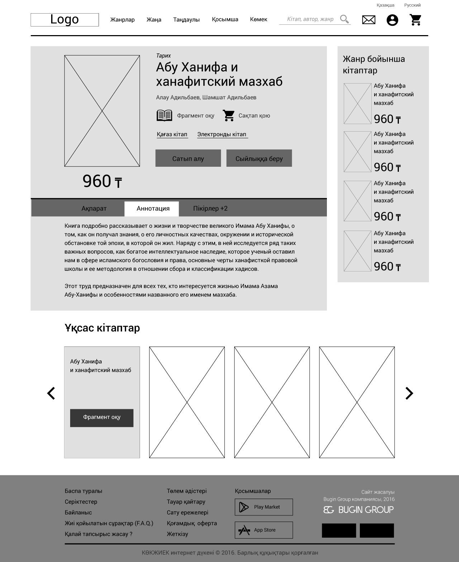 Қазақша Русский
Logo
Жанрлар Жаңа Таңдаулы Қосымша Көмек Кітап, автор, жанр
Тарих
Абу Ханифа и
ханафитский мазхаб
Алау Адильбаев, Шамшат Адильбаев
Фрагмент оқу Сақтап қою
Қағаз кітап Электронды кітап
Сатып алу Сыйлыққа беру
960 ₸
Ақпарат Аннотация Пікірлер +2
Книга подробно рассказывает о жизни и творчестве великого Имама Абу Ханифы, о
том, как он получал знания, о его личностных качествах, окружении и исторической
обстановке той эпохи, в которой он жил. Наряду с этим, в ней исследуется ряд таких
важных вопросов, как богатое интеллектуальное наследие, которое ученый оставил
нам в сфере исламского богословия и права, основные черты ханафитской правовой
школы и ее методология в отношении сбора и классификации хадисов.
Этот труд предназначен для всех тех, кто интересуется жизнью Имама Азама
Абу-Ханифы и особенностями названного его именем мазхаба.
Жанр бойынша
кітаптар
Абу Ханифа
и ханафитский
мазхаб
960 ₸
Абу Ханифа
и ханафитский
мазхаб
960 ₸
Абу Ханифа
и ханафитский
мазхаб
960 ₸
Абу Ханифа
и ханафитский
мазхаб
960 ₸
Ұқсас кітаптар
Абу Ханифа
и ханафитский мазхаб
Фрагмент оқу
Баспа туралы
Серіктестер
Байланыс
Жиі қойылатын сұрақтар (F.A.Q.)
Қалай тапсырыс жасау ?
Төлем әдістері
Тауар қайтару
Сату ережелері
Қоғамдық оферта
Жеткізу
Қосымшалар
Play Market
App Store
Сайт жасалуы
Bugin Group компаниясы, 2016
BUGIN GROUP
КӨКЖИЕК интернет дүкені © 2016. Барлық құқықтары қорғалған